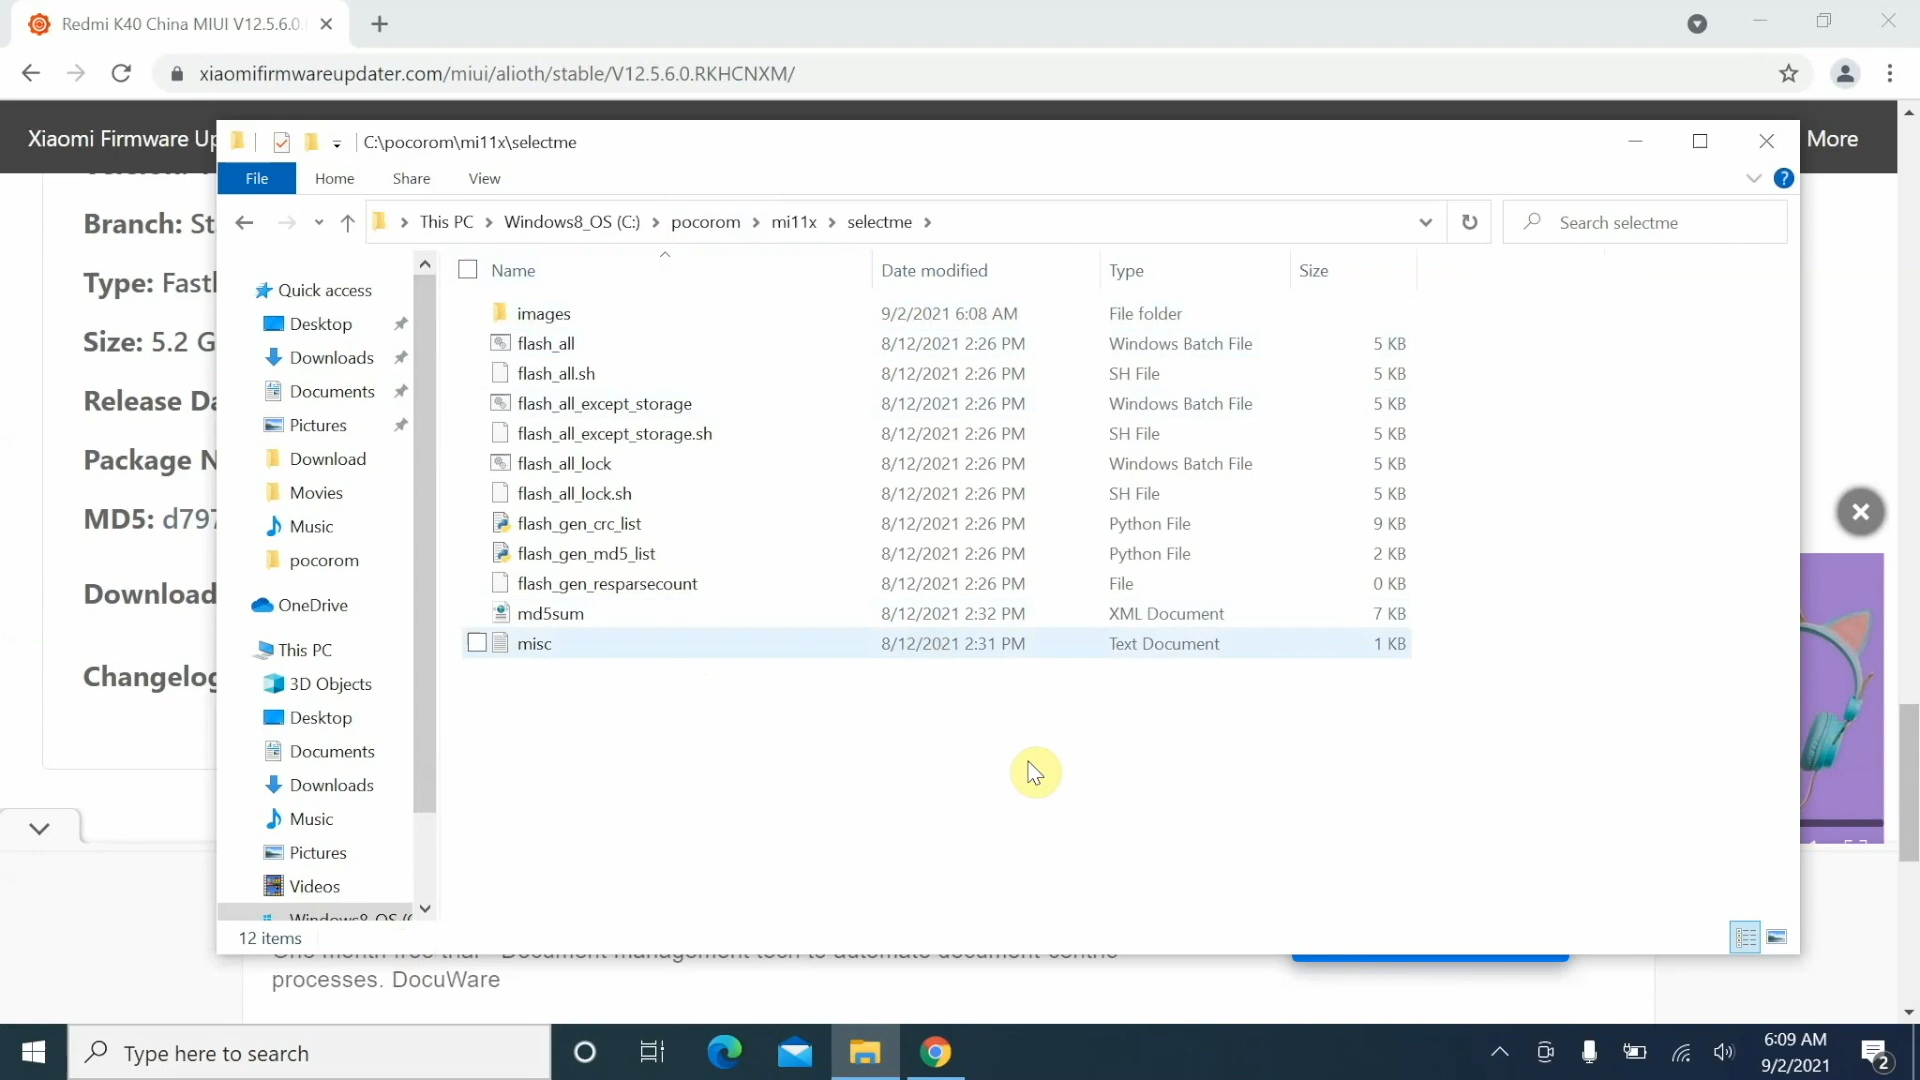 Redmi K40 China MIUI V12.5.6.0.
xiaomifirmwareupdater.com/miui/alioth/stable/V12.5.6.0.RKHCNXM/
Xiaomi Firmware Up
More
C:\pocorom\mi11x\selectme
File Home Share View
This PC Windows8_OS (C:) pocorom mi11x selectme
Search selectme
Branch: St
Type: Fast
Size: 5.2 G
Release Da
Package N
MD5: d797
Download
Changelog
Quick access
Desktop
Downloads
Documents
Pictures
Download
Movies
Music
pocorom
OneDrive
This PC
3D Objects
Desktop
Documents
Downloads
Music
Pictures
Videos
Windows8_OS (C
Name Date modified Type Size
images 9/2/2021 6:08 AM File folder
flash_all 8/12/2021 2:26 PM Windows Batch File 5 KB
flash_all.sh 8/12/2021 2:26 PM SH File 5 KB
flash_all_except_storage 8/12/2021 2:26 PM Windows Batch File 5 KB
flash_all_except_storage.sh 8/12/2021 2:26 PM SH File 5 KB
flash_all_lock 8/12/2021 2:26 PM Windows Batch File 5 KB
flash_all_lock.sh 8/12/2021 2:26 PM SH File 5 KB
flash_gen_crc_list 8/12/2021 2:26 PM Python File 9 KB
flash_gen_md5_list 8/12/2021 2:26 PM Python File 2 KB
flash_gen_resparsecount 8/12/2021 2:26 PM File 0 KB
md5sum 8/12/2021 2:32 PM XML Document 7 KB
misc 8/12/2021 2:31 PM Text Document 1 KB
12 items
processes. DocuWare
Type here to search
6:09 AM
9/2/2021
2